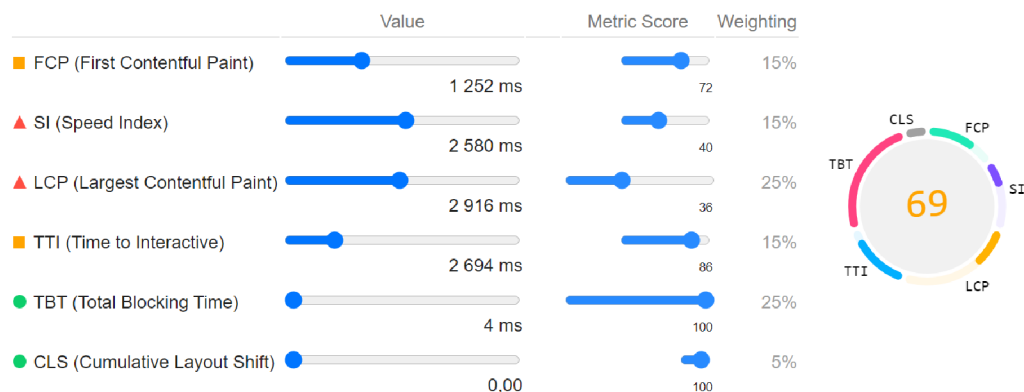 Value Metric Score Weighting
FCP (First Contentful Paint) 15%
1 252 ms 72
SI (Speed Index) 15%
2 580 ms 40
LCP (Largest Contentful Paint) 25%
2 916 ms 36
TTI (Time to Interactive) 15%
2 694 ms 86
TBT (Total Blocking Time) 25%
4 ms 100
CLS (Cumulative Layout Shift) 5%
0,00 100
CLS FCP
TBT SI
69
TTI LCP